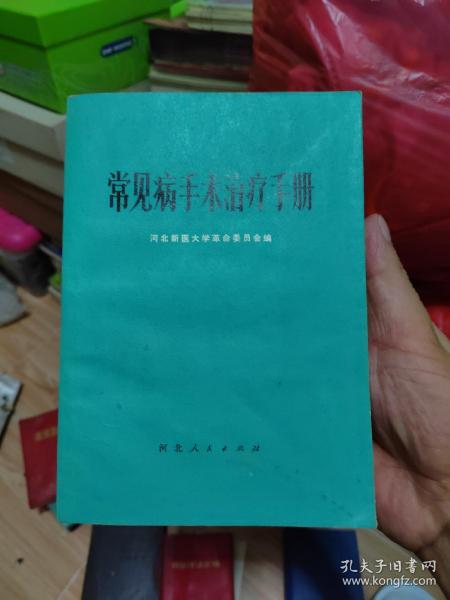 常见病手术治疗手册
河北新医大学革命委员会编
河北人民出版社
孔夫子旧书网
www.kongfz.com